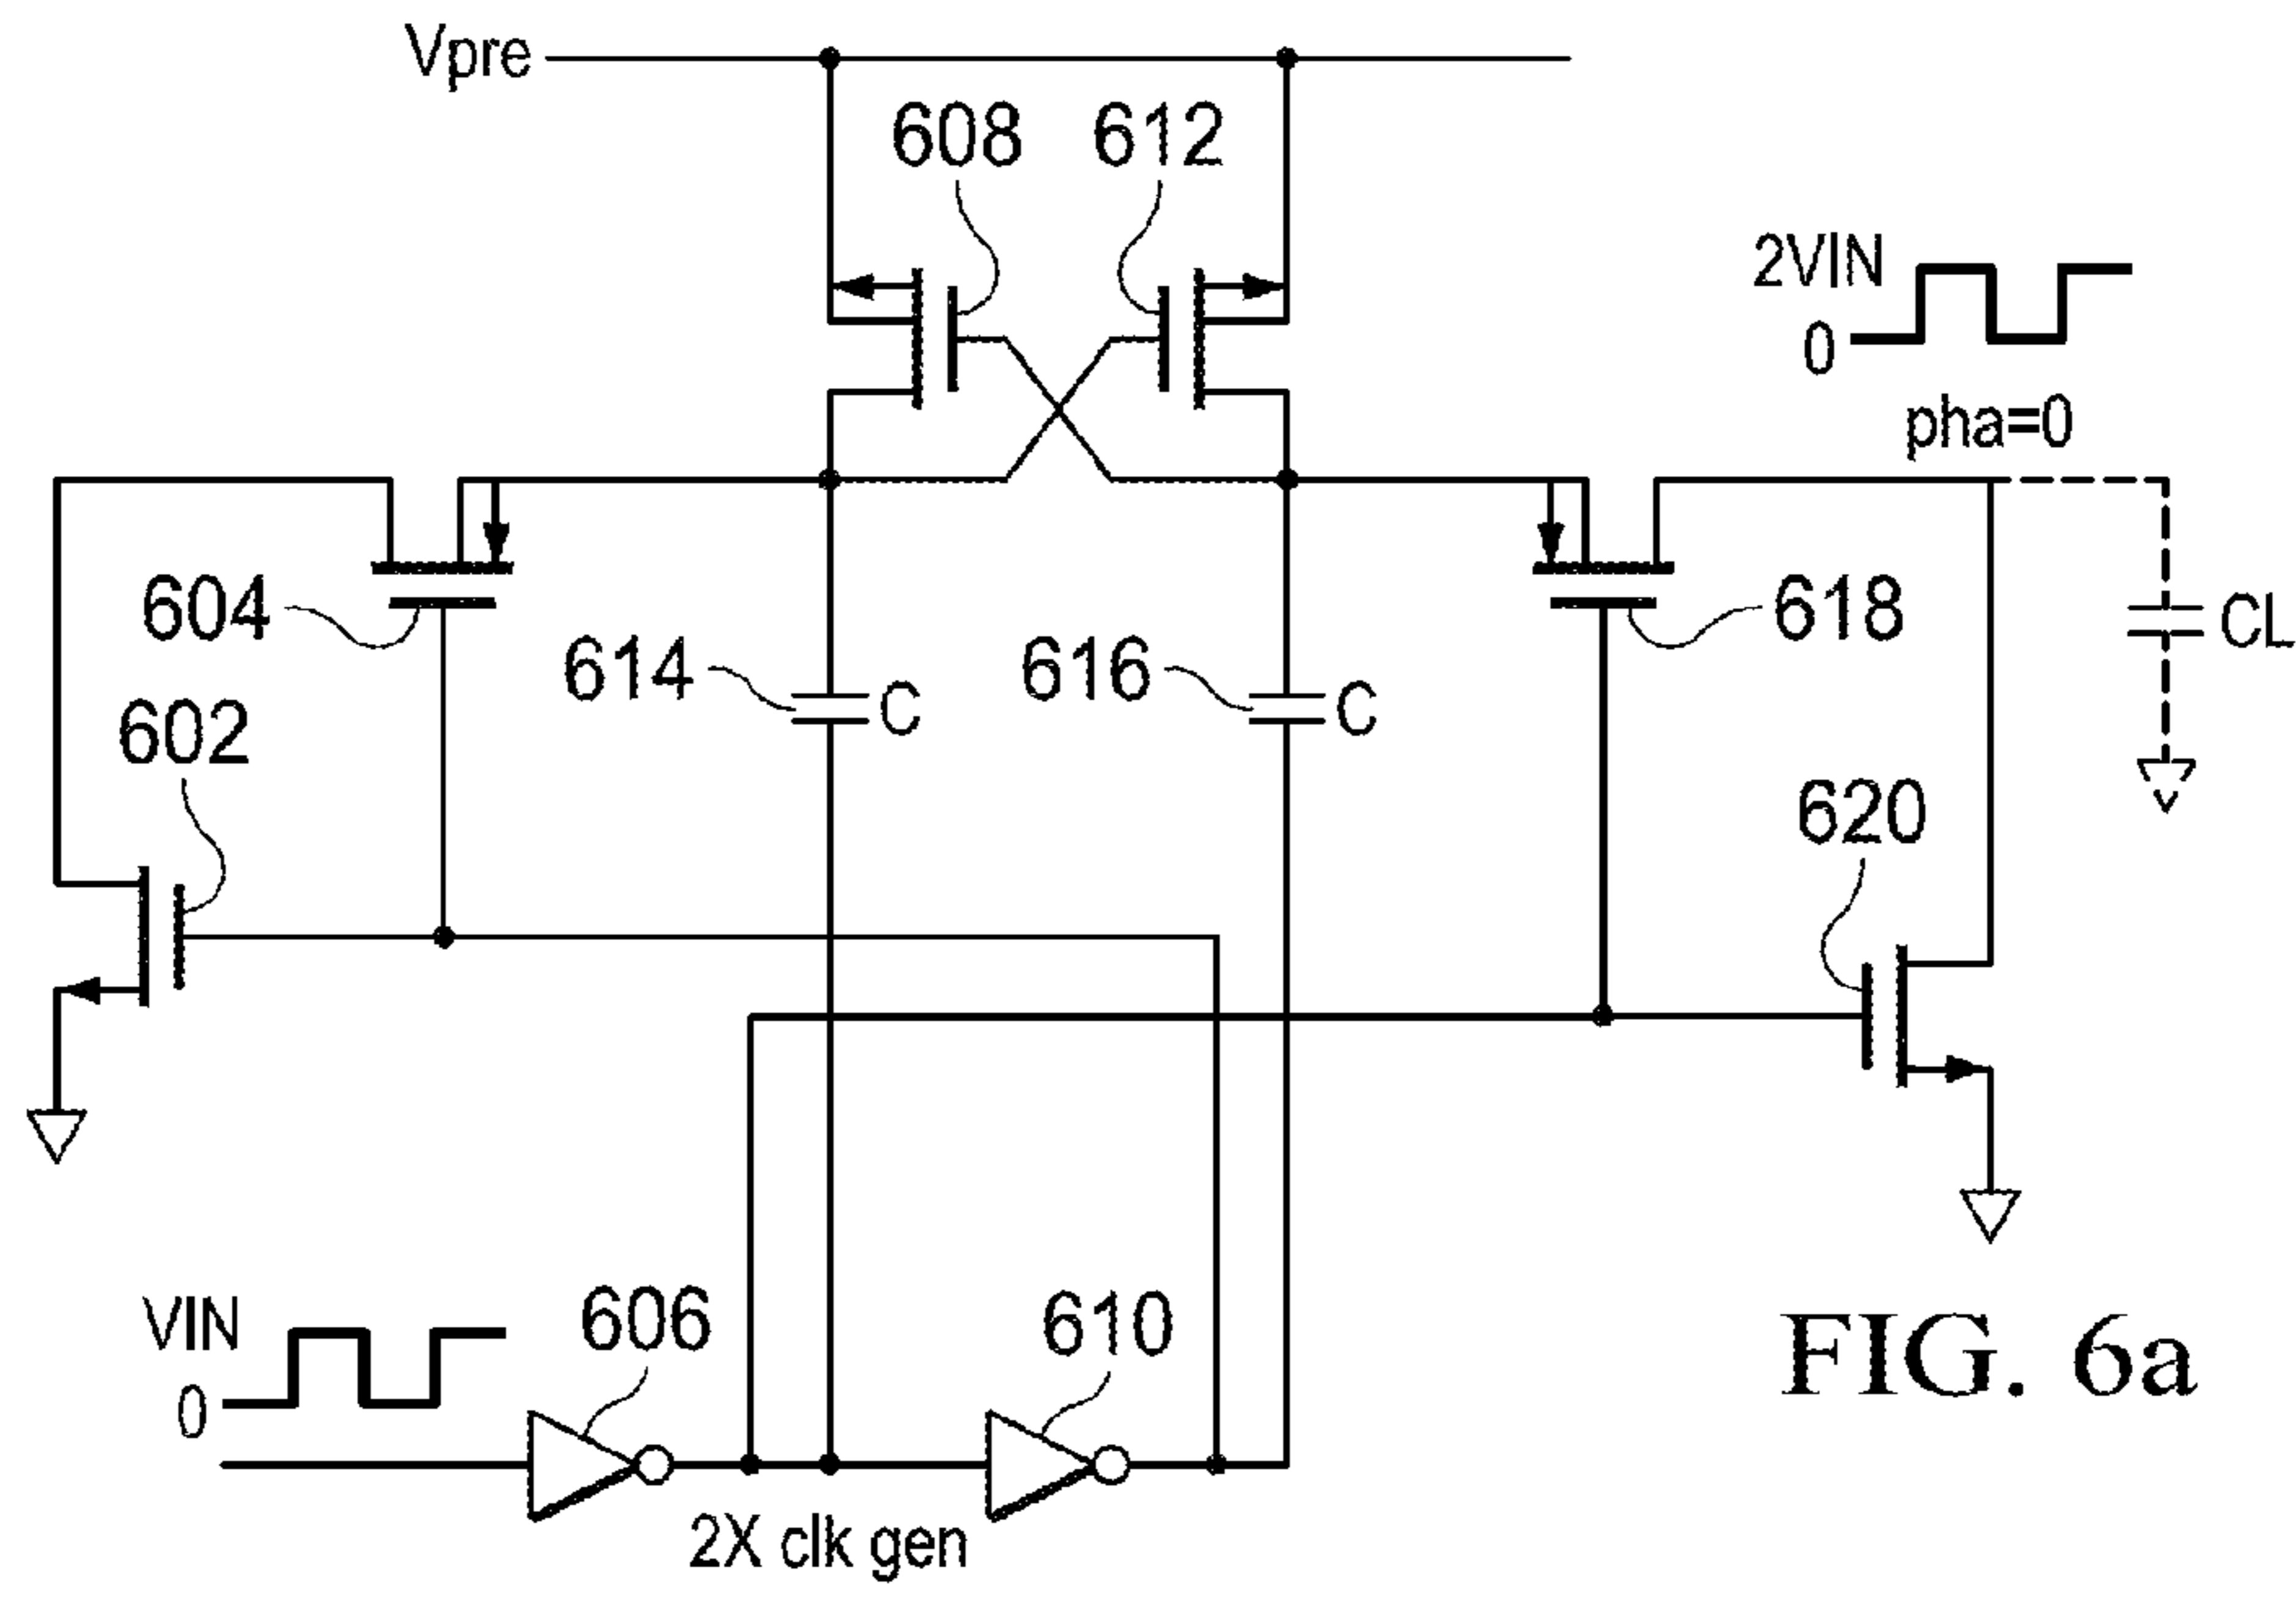 Vpre
608
612
2VIN
0
pha=0
604
614
C
616
C
618
CL
602
620
VIN
0
606
610
2X clk gen
FIG. 6a